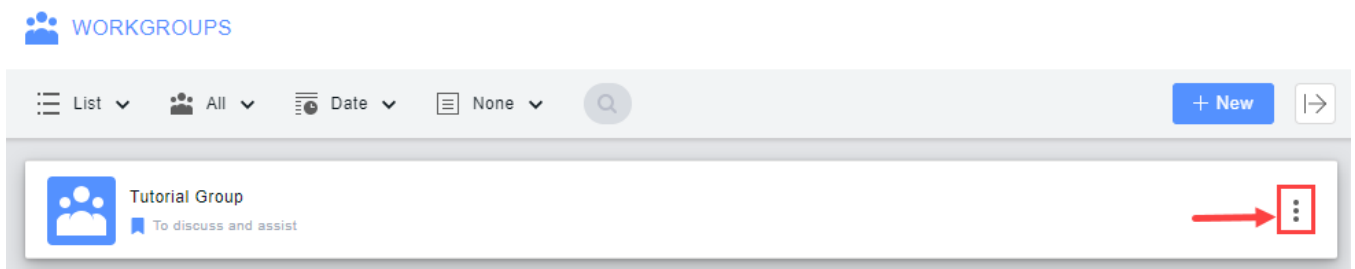 WORKGROUPS
List All Date None + New
Tutorial Group
To discuss and assist